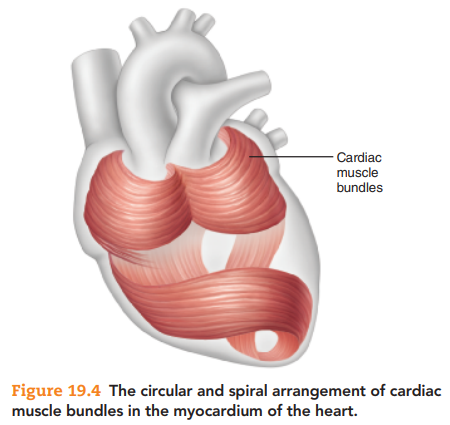 Cardiac
muscle
bundles
Figure 19.4 The circular and spiral arrangement of cardiac
muscle bundles in the myocardium of the heart.